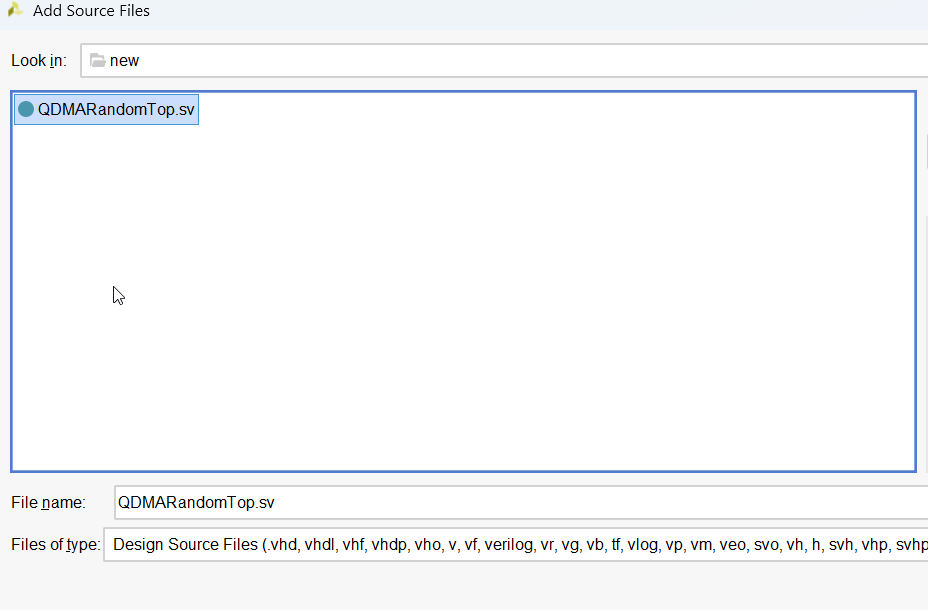 Add Source Files
Look in: new
QDMARandomTop.sv
File name: QDMARandomTop.sv
Files of type: Design Source Files (.vhd, vhdl, vhf, vhdp, vho, v, vf, verilog, vr, vg, vb, tf, vlog, vp, vm, veo, svo, vh, h, svh, vhp, svhp